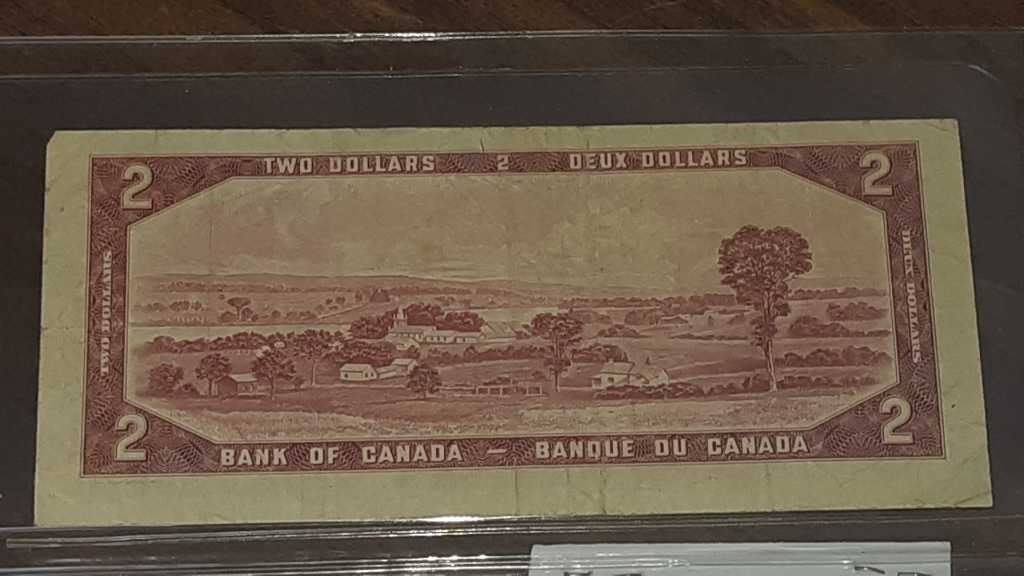 TWO DOLLARS 2 DEUX DOLLARS
2 2
TWO DOLLARS
DEUX DOLLARS
2 2
BANK OF CANADA — BANQUE DU CANADA